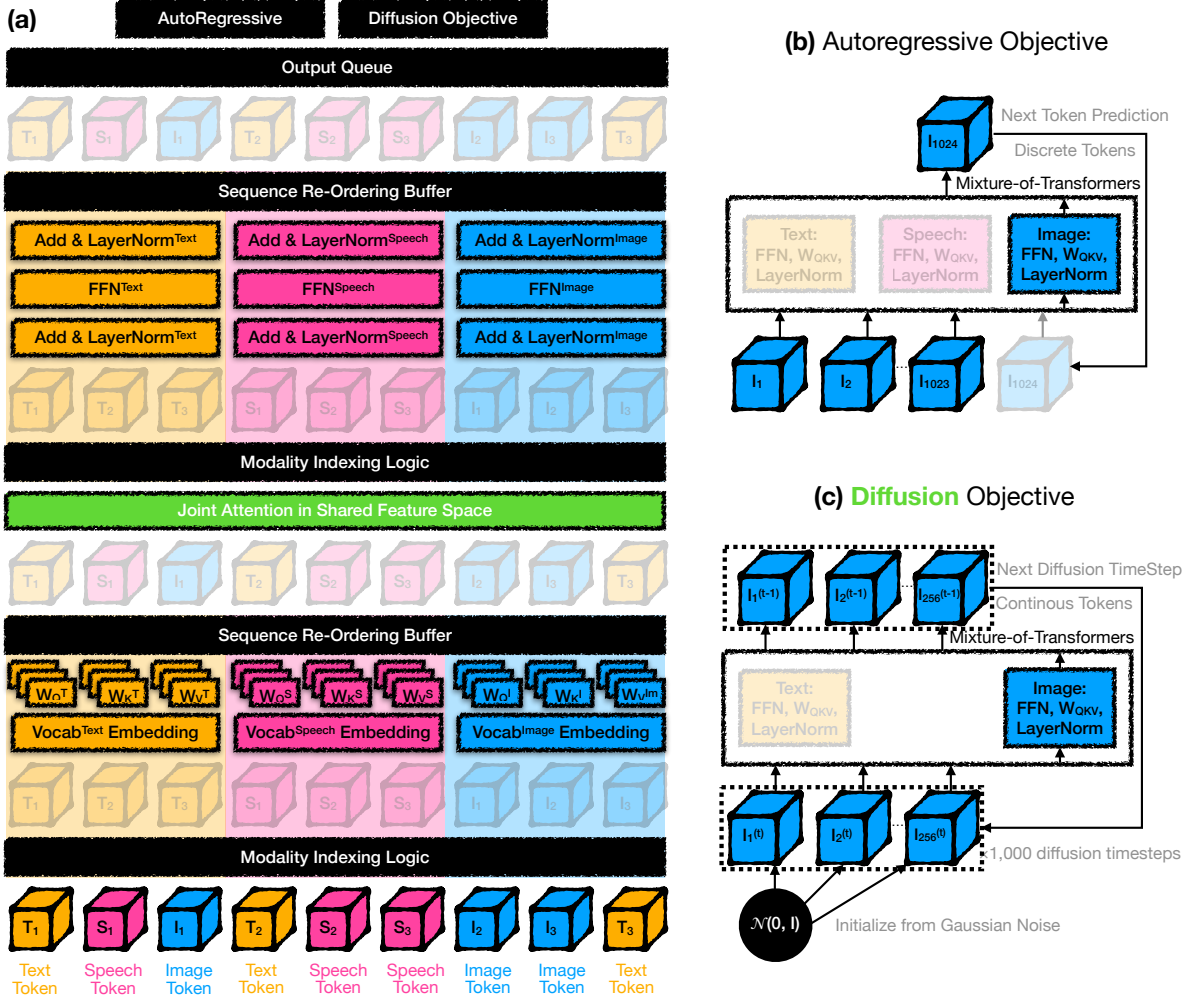 (a)
AutoRegressive
Diffusion Objective
Output Queue
T1 S1 I1 T2 S2 S3 I2 I3 T3
Sequence Re-Ordering Buffer
Add & LayerNormText Add & LayerNormSpeech Add & LayerNormImage
FFNText FFNSpeech FFNImage
Add & LayerNormText Add & LayerNormSpeech Add & LayerNormImage
T1 T2 T3 S1 S2 S3 I1 I2 I3
Modality Indexing Logic
Joint Attention in Shared Feature Space
T1 S1 I1 T2 S2 S3 I2 I3 T3
Sequence Re-Ordering Buffer
WQT WKT WVT WQS WKS WVS WQI WKI WVIm
VocabText Embedding VocabSpeech Embedding VocabImage Embedding
T1 T2 T3 S1 S2 S3 I1 I2 I3
Modality Indexing Logic
T1 S1 I1 T2 S2 S3 I2 I3 T3
Text Speech Image Text Speech Speech Image Image Text
Token Token Token Token Token Token Token Token Token
(b) Autoregressive Objective
I1024
Next Token Prediction
Discrete Tokens
Mixture-of-Transformers
Text: Speech: Image:
FFN, WQKV, FFN, WQKV, FFN, WQKV,
LayerNorm LayerNorm LayerNorm
I1 I2 I1023 I1024
(c) Diffusion Objective
I1(t-1) I2(t-1) I256(t-1)
Next Diffusion TimeStep
Continous Tokens
Mixture-of-Transformers
Text: Image:
FFN, WQKV, FFN, WQKV,
LayerNorm LayerNorm
I1(t) I2(t) I256(t)
×1,000 diffusion timesteps
N(0, I)
Initialize from Gaussian Noise